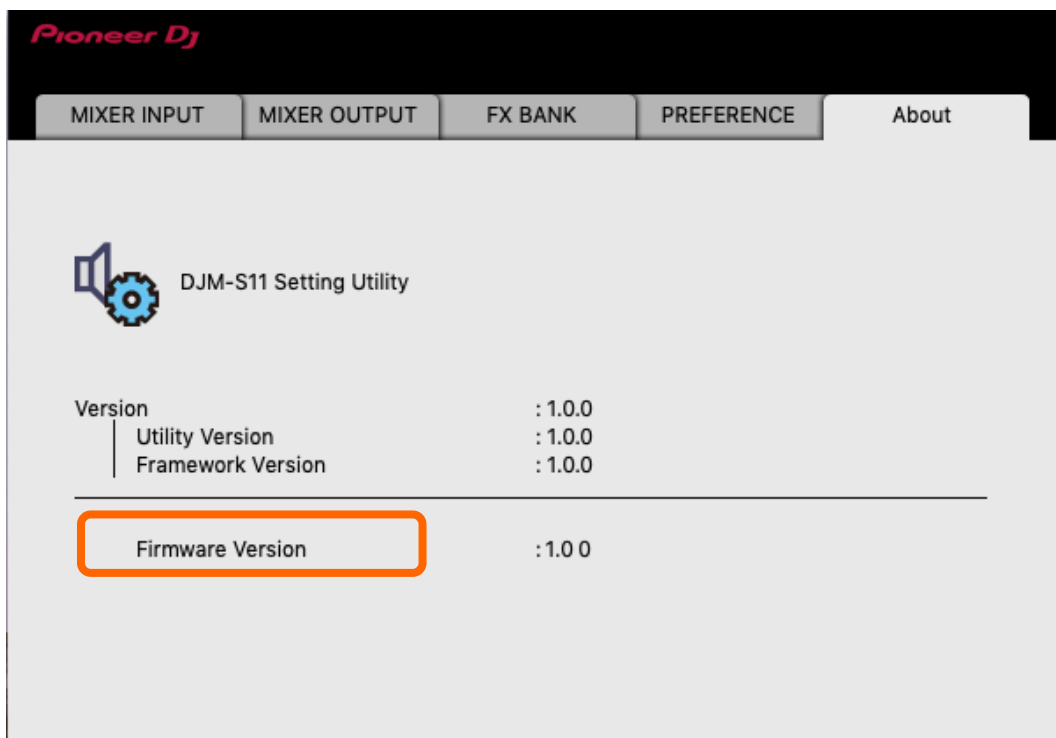 Pioneer Dj
MIXER INPUT MIXER OUTPUT FX BANK PREFERENCE About
DJM-S11 Setting Utility
Version : 1.0.0
Utility Version : 1.0.0
Framework Version : 1.0.0
Firmware Version : 1.0 0